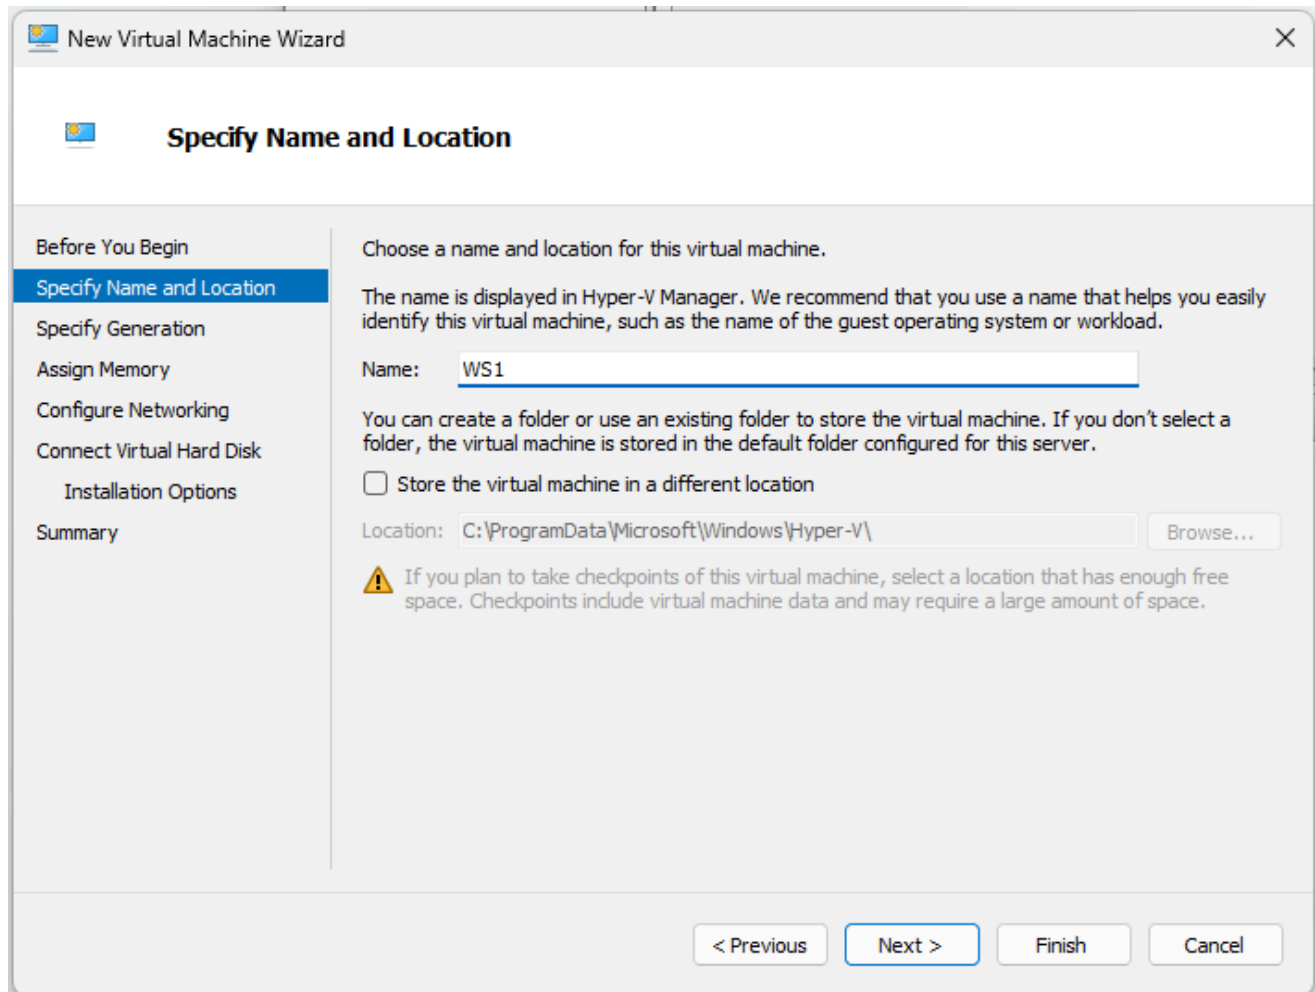 New Virtual Machine Wizard
Specify Name and Location
Before You Begin
Specify Name and Location
Specify Generation
Assign Memory
Configure Networking
Connect Virtual Hard Disk
Installation Options
Summary
Choose a name and location for this virtual machine.
The name is displayed in Hyper-V Manager. We recommend that you use a name that helps you easily
identify this virtual machine, such as the name of the guest operating system or workload.
Name: WS1
You can create a folder or use an existing folder to store the virtual machine. If you don't select a
folder, the virtual machine is stored in the default folder configured for this server.
Store the virtual machine in a different location
Location: C:\ProgramData\Microsoft\Windows\Hyper-V\ Browse...
If you plan to take checkpoints of this virtual machine, select a location that has enough free
space. Checkpoints include virtual machine data and may require a large amount of space.
< Previous Next > Finish Cancel